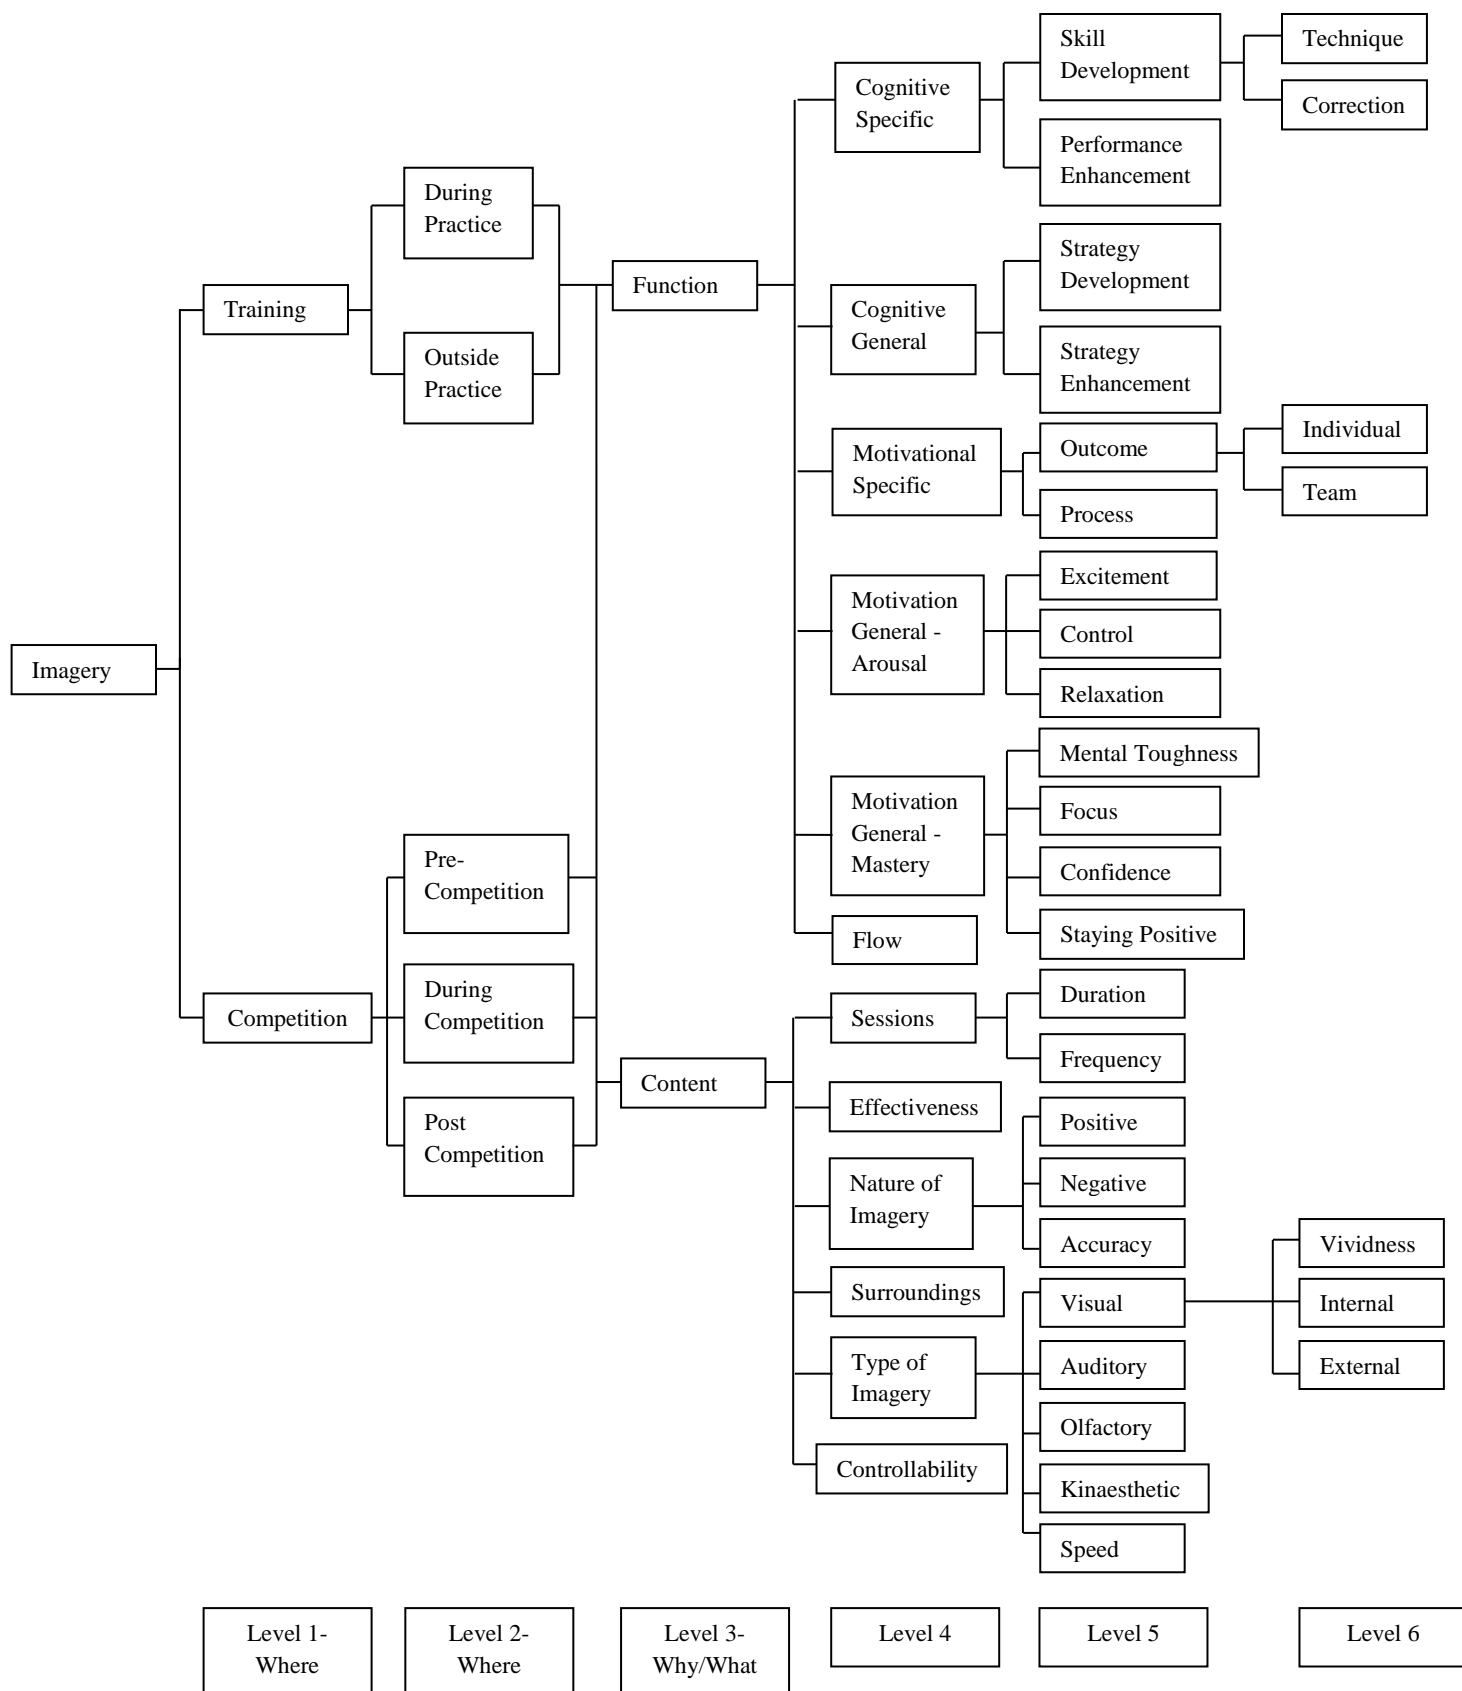 Imagery
Training
Competition
During
Practice
Outside
Practice
Pre-
Competition
During
Competition
Post
Competition
Function
Content
Cognitive
Specific
Cognitive
General
Motivational
Specific
Motivation
General -
Arousal
Motivation
General -
Mastery
Flow
Sessions
Effectiveness
Nature of
Imagery
Surroundings
Type of
Imagery
Controllability
Skill
Development
Performance
Enhancement
Strategy
Development
Strategy
Enhancement
Outcome
Process
Excitement
Control
Relaxation
Mental Toughness
Focus
Confidence
Staying Positive
Duration
Frequency
Positive
Negative
Accuracy
Visual
Auditory
Olfactory
Kinaesthetic
Speed
Technique
Correction
Individual
Team
Vividness
Internal
External
Level 1-
Where
Level 2-
Where
Level 3-
Why/What
Level 4
Level 5
Level 6